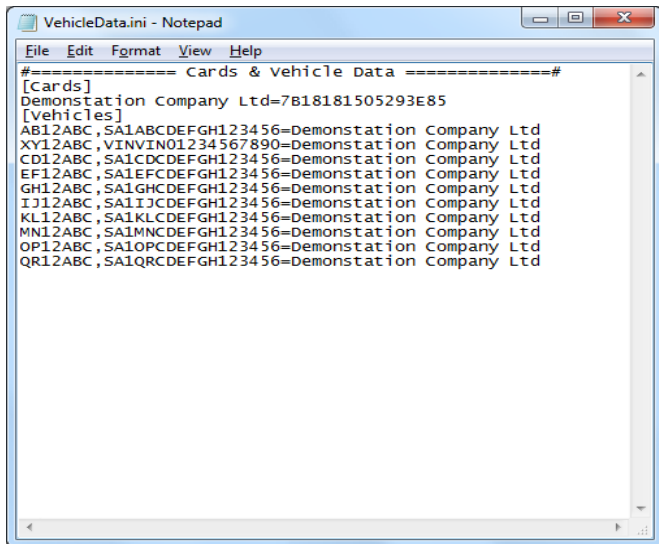 VehicleData.ini - Notepad
File Edit Format View Help
#============== Cards & Vehicle Data ==============#
[Cards]
Demonstation Company Ltd=7B18181505293E85
[Vehicles]
AB12ABC,SA1ABCDEFGH123456=Demonstation Company Ltd
XY12ABC,VINVIN01234567890=Demonstation Company Ltd
CD12ABC,SA1CDCDEFGH123456=Demonstation Company Ltd
EF12ABC,SA1EFCDEFGH123456=Demonstation Company Ltd
GH12ABC,SA1GHCDEFGH123456=Demonstation Company Ltd
IJ12ABC,SA1IJCDEFGH123456=Demonstation Company Ltd
KL12ABC,SA1KLCDEFGH123456=Demonstation Company Ltd
MN12ABC,SA1MNCDEFGH123456=Demonstation Company Ltd
OP12ABC,SA1OPCDEFGH123456=Demonstation Company Ltd
QR12ABC,SA1QRCDEFGH123456=Demonstation Company Ltd